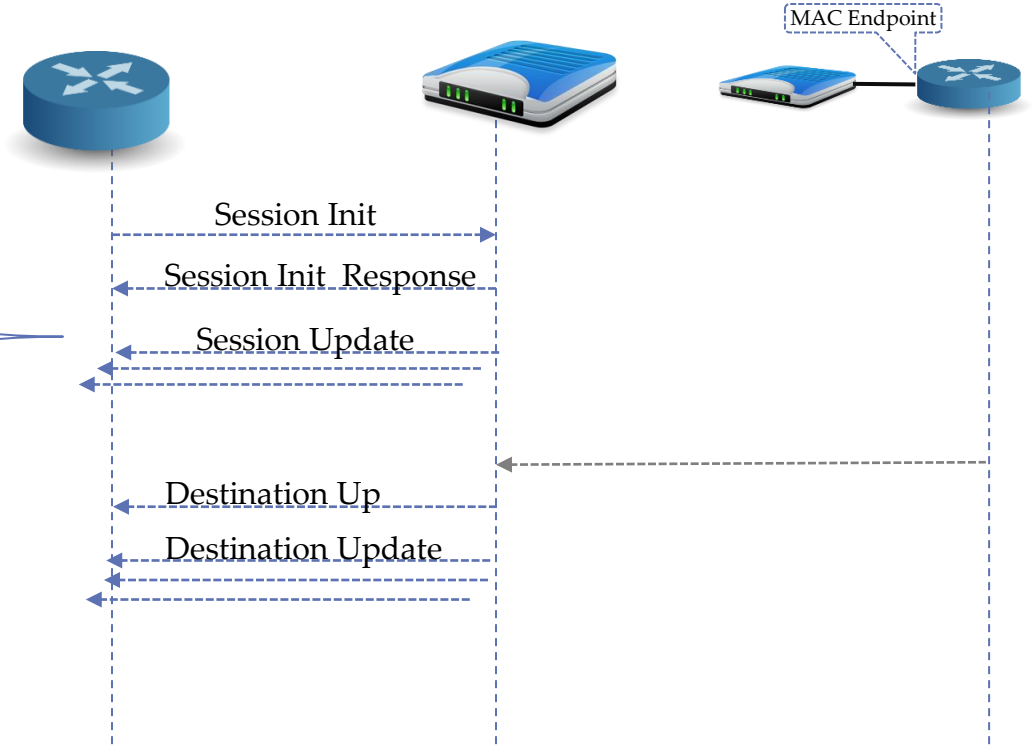 MAC Endpoint
Session Init
Session Init  Response
Session Update
Destination Up
Destination Update